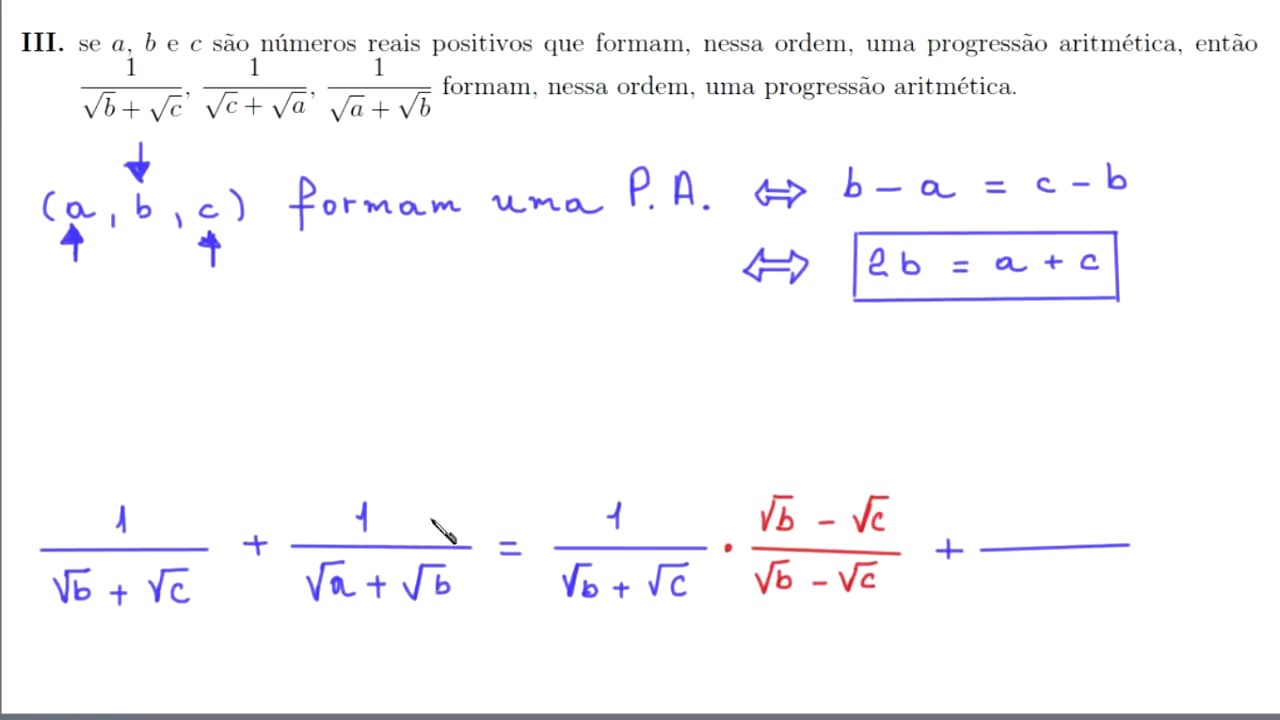 III. se a, b e c são números reais positivos que formam, nessa ordem, uma progressão aritmética, então
1/(√b + √c), 1/(√c + √a), 1/(√a + √b) formam, nessa ordem, uma progressão aritmética.
(a, b, c) formam uma P.A. ⇔ b - a = c - b
⇔ 2b = a + c
1/(√b + √c) + 1/(√a + √b) = 1/(√b + √c) · (√b - √c)/(√b - √c) +